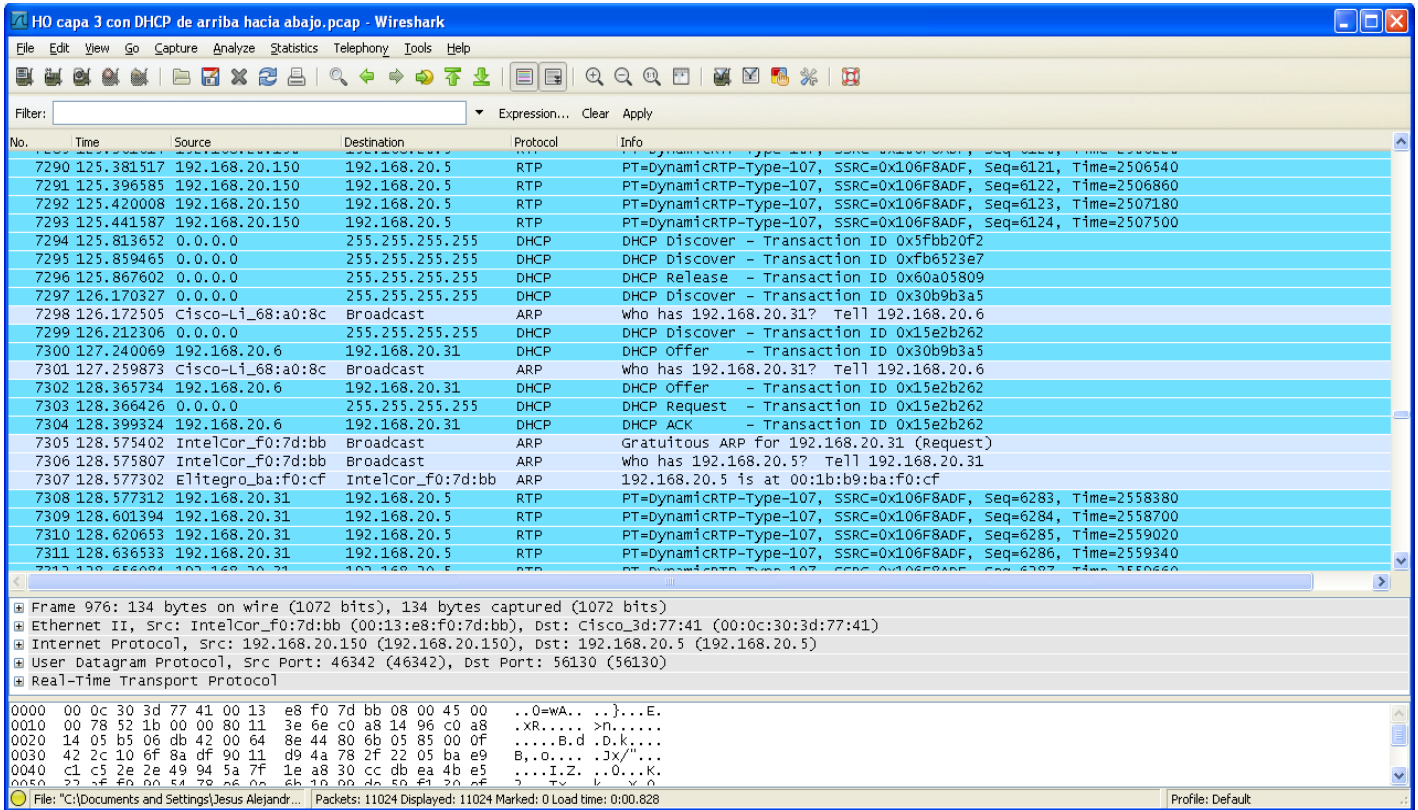 HO capa 3 con DHCP de arriba hacia abajo.pcap - Wireshark
File Edit View Go Capture Analyze Statistics Telephony Tools Help
Filter: Expression... Clear Apply
No. Time Source Destination Protocol Info
7290 125.381517 192.168.20.150 192.168.20.5 RTP PT=DynamicRTP-Type-107, SSRC=0x106F8ADF, Seq=6121, Time=2506540
7291 125.396585 192.168.20.150 192.168.20.5 RTP PT=DynamicRTP-Type-107, SSRC=0x106F8ADF, Seq=6122, Time=2506860
7292 125.420008 192.168.20.150 192.168.20.5 RTP PT=DynamicRTP-Type-107, SSRC=0x106F8ADF, Seq=6123, Time=2507180
7293 125.441587 192.168.20.150 192.168.20.5 RTP PT=DynamicRTP-Type-107, SSRC=0x106F8ADF, Seq=6124, Time=2507500
7294 125.813652 0.0.0.0 255.255.255.255 DHCP DHCP Discover - Transaction ID 0x5fbb20f2
7295 125.859465 0.0.0.0 255.255.255.255 DHCP DHCP Discover - Transaction ID 0xfb6523e7
7296 125.867602 0.0.0.0 255.255.255.255 DHCP DHCP Release - Transaction ID 0x60a05809
7297 126.170327 0.0.0.0 255.255.255.255 DHCP DHCP Discover - Transaction ID 0x30b9b3a5
7298 126.172505 Cisco-Li_68:a0:8c Broadcast ARP Who has 192.168.20.31? Tell 192.168.20.6
7299 126.212306 0.0.0.0 255.255.255.255 DHCP DHCP Discover - Transaction ID 0x15e2b262
7300 127.240069 192.168.20.6 192.168.20.31 DHCP DHCP Offer - Transaction ID 0x30b9b3a5
7301 127.259873 Cisco-Li_68:a0:8c Broadcast ARP Who has 192.168.20.31? Tell 192.168.20.6
7302 128.365734 192.168.20.6 192.168.20.31 DHCP DHCP Offer - Transaction ID 0x15e2b262
7303 128.366426 0.0.0.0 255.255.255.255 DHCP DHCP Request - Transaction ID 0x15e2b262
7304 128.399324 192.168.20.6 192.168.20.31 DHCP DHCP ACK - Transaction ID 0x15e2b262
7305 128.575402 IntelCor_f0:7d:bb Broadcast ARP Gratuitous ARP for 192.168.20.31 (Request)
7306 128.575807 IntelCor_f0:7d:bb Broadcast ARP Who has 192.168.20.5? Tell 192.168.20.31
7307 128.577302 Elitegro_ba:f0:cf IntelCor_f0:7d:bb ARP 192.168.20.5 is at 00:1b:b9:ba:f0:cf
7308 128.577312 192.168.20.31 192.168.20.5 RTP PT=DynamicRTP-Type-107, SSRC=0x106F8ADF, Seq=6283, Time=2558380
7309 128.601394 192.168.20.31 192.168.20.5 RTP PT=DynamicRTP-Type-107, SSRC=0x106F8ADF, Seq=6284, Time=2558700
7310 128.620653 192.168.20.31 192.168.20.5 RTP PT=DynamicRTP-Type-107, SSRC=0x106F8ADF, Seq=6285, Time=2559020
7311 128.636533 192.168.20.31 192.168.20.5 RTP PT=DynamicRTP-Type-107, SSRC=0x106F8ADF, Seq=6286, Time=2559340
Frame 976: 134 bytes on wire (1072 bits), 134 bytes captured (1072 bits)
Ethernet II, Src: IntelCor_f0:7d:bb (00:13:e8:f0:7d:bb), Dst: Cisco_3d:77:41 (00:0c:30:3d:77:41)
Internet Protocol, Src: 192.168.20.150 (192.168.20.150), Dst: 192.168.20.5 (192.168.20.5)
User Datagram Protocol, Src Port: 46342 (46342), Dst Port: 56130 (56130)
Real-Time Transport Protocol
0000 00 0c 30 3d 77 41 00 13 e8 f0 7d bb 08 00 45 00 ..0=wA.. ..}...E.
0010 00 78 52 1b 00 00 80 11 3e 6e c0 a8 14 96 c0 a8 .xR..... >n......
0020 14 05 b5 06 db 42 00 64 8e 44 80 6b 05 85 00 0f .....B.d .D.k....
0030 42 2c 10 6f 8a df 90 11 d9 4a 78 2f 22 05 ba e9 B,.o.... .Jx/"...
0040 c1 c5 2e 2e 49 94 5a 7f 1e a8 30 cc db ea 4b e5 ....I.Z. ..0...K.
File: "C:\Documents and Settings\Jesus Alejandr... Packets: 11024 Displayed: 11024 Marked: 0 Load time: 0:00.828 Profile: Default